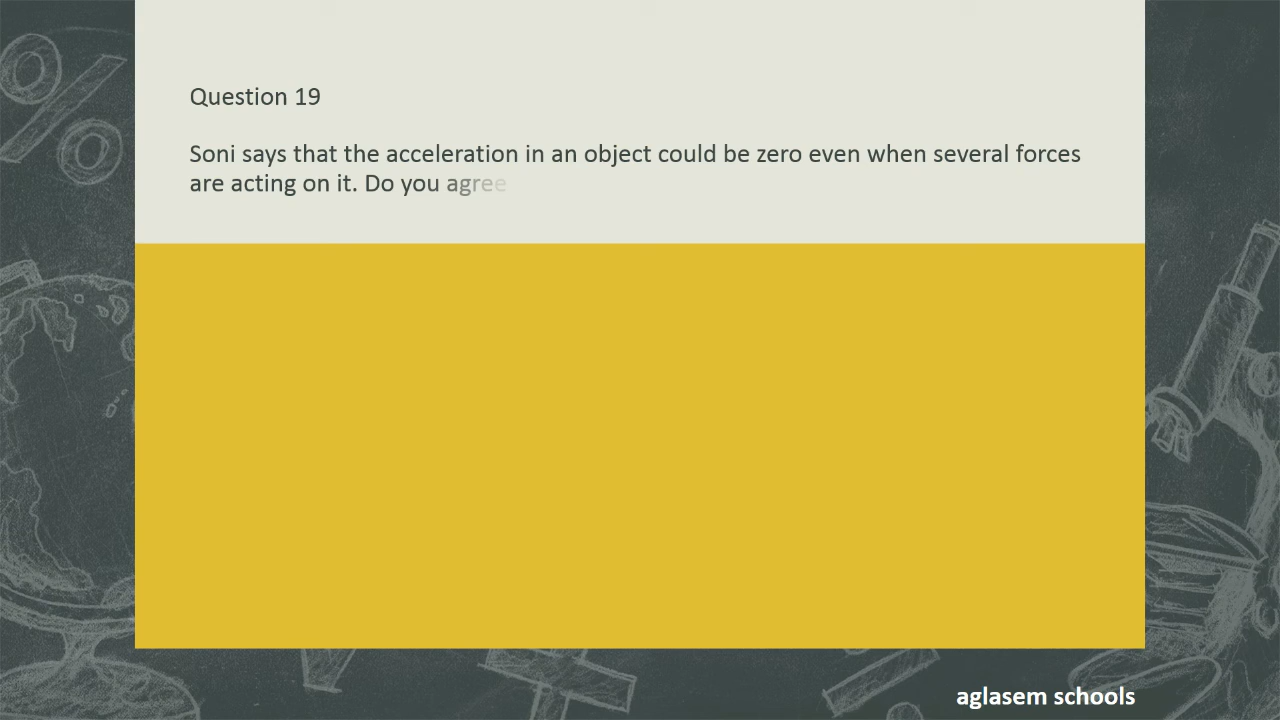 Question 19
Soni says that the acceleration in an object could be zero even when several forces
are acting on it. Do you agree
aglasem schools